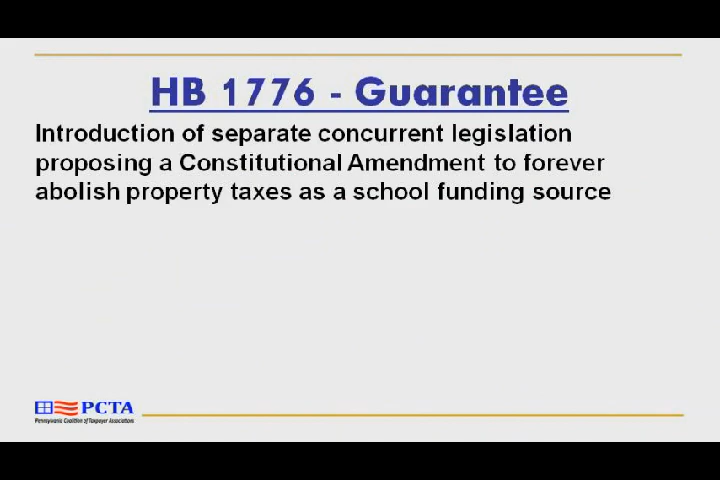 HB 1776 - Guarantee
Introduction of separate concurrent legislation
proposing a Constitutional Amendment to forever
abolish property taxes as a school funding source
PCTA
Pennsylvania Coalition of Taxpayer Associations